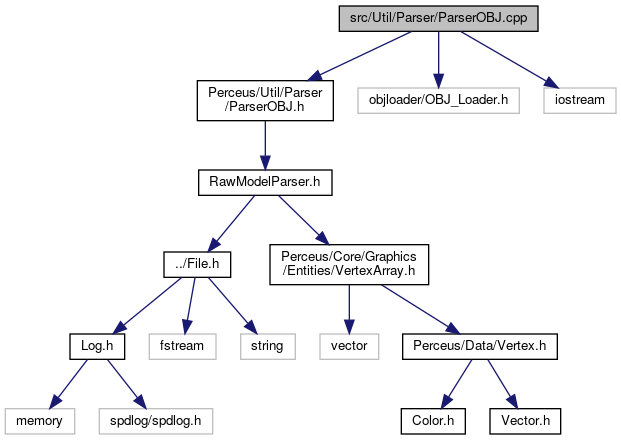 src/Util/Parser/ParserOBJ.cpp
Perceus/Util/Parser
/ParserOBJ.h
objloader/OBJ_Loader.h
iostream
RawModelParser.h
../File.h
Perceus/Core/Graphics
/Entities/VertexArray.h
Log.h
fstream
string
vector
Perceus/Data/Vertex.h
memory
spdlog/spdlog.h
Color.h
Vector.h